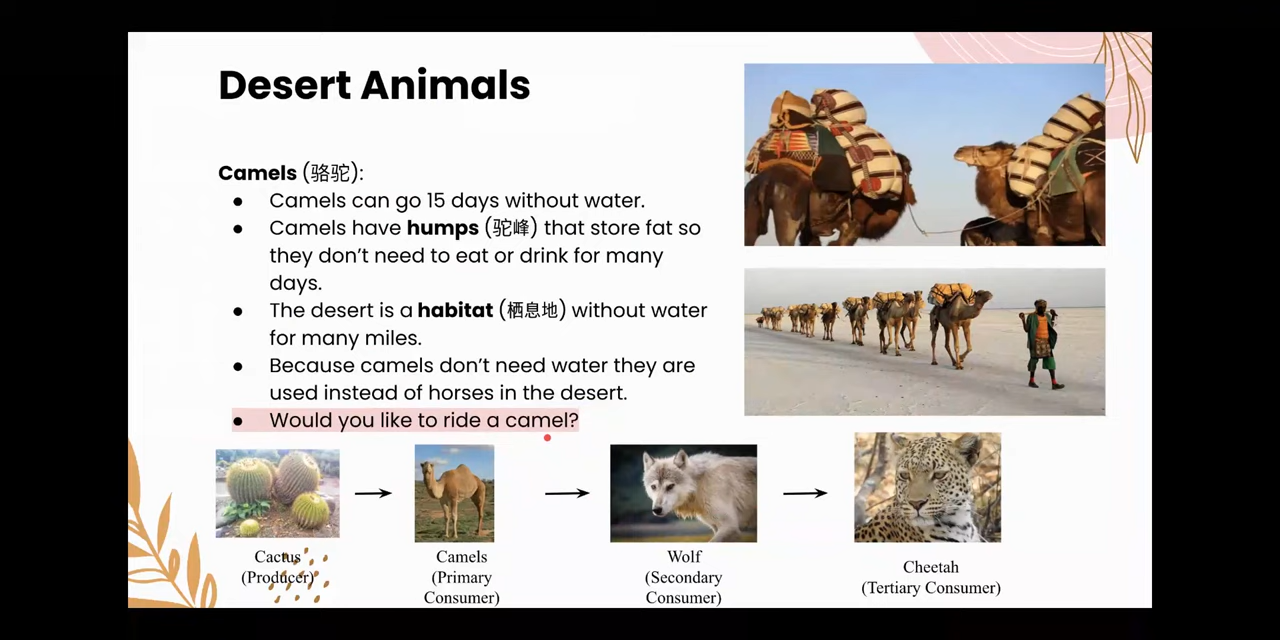 Desert Animals
Camels (骆驼):
● Camels can go 15 days without water.
● Camels have humps (驼峰) that store fat so
they don’t need to eat or drink for many
days.
● The desert is a habitat (栖息地) without water
for many miles.
● Because camels don’t need water they are
used instead of horses in the desert.
● Would you like to ride a camel?
Cactus
(Producer)
Camels
(Primary
Consumer)
Wolf
(Secondary
Consumer)
Cheetah
(Tertiary Consumer)